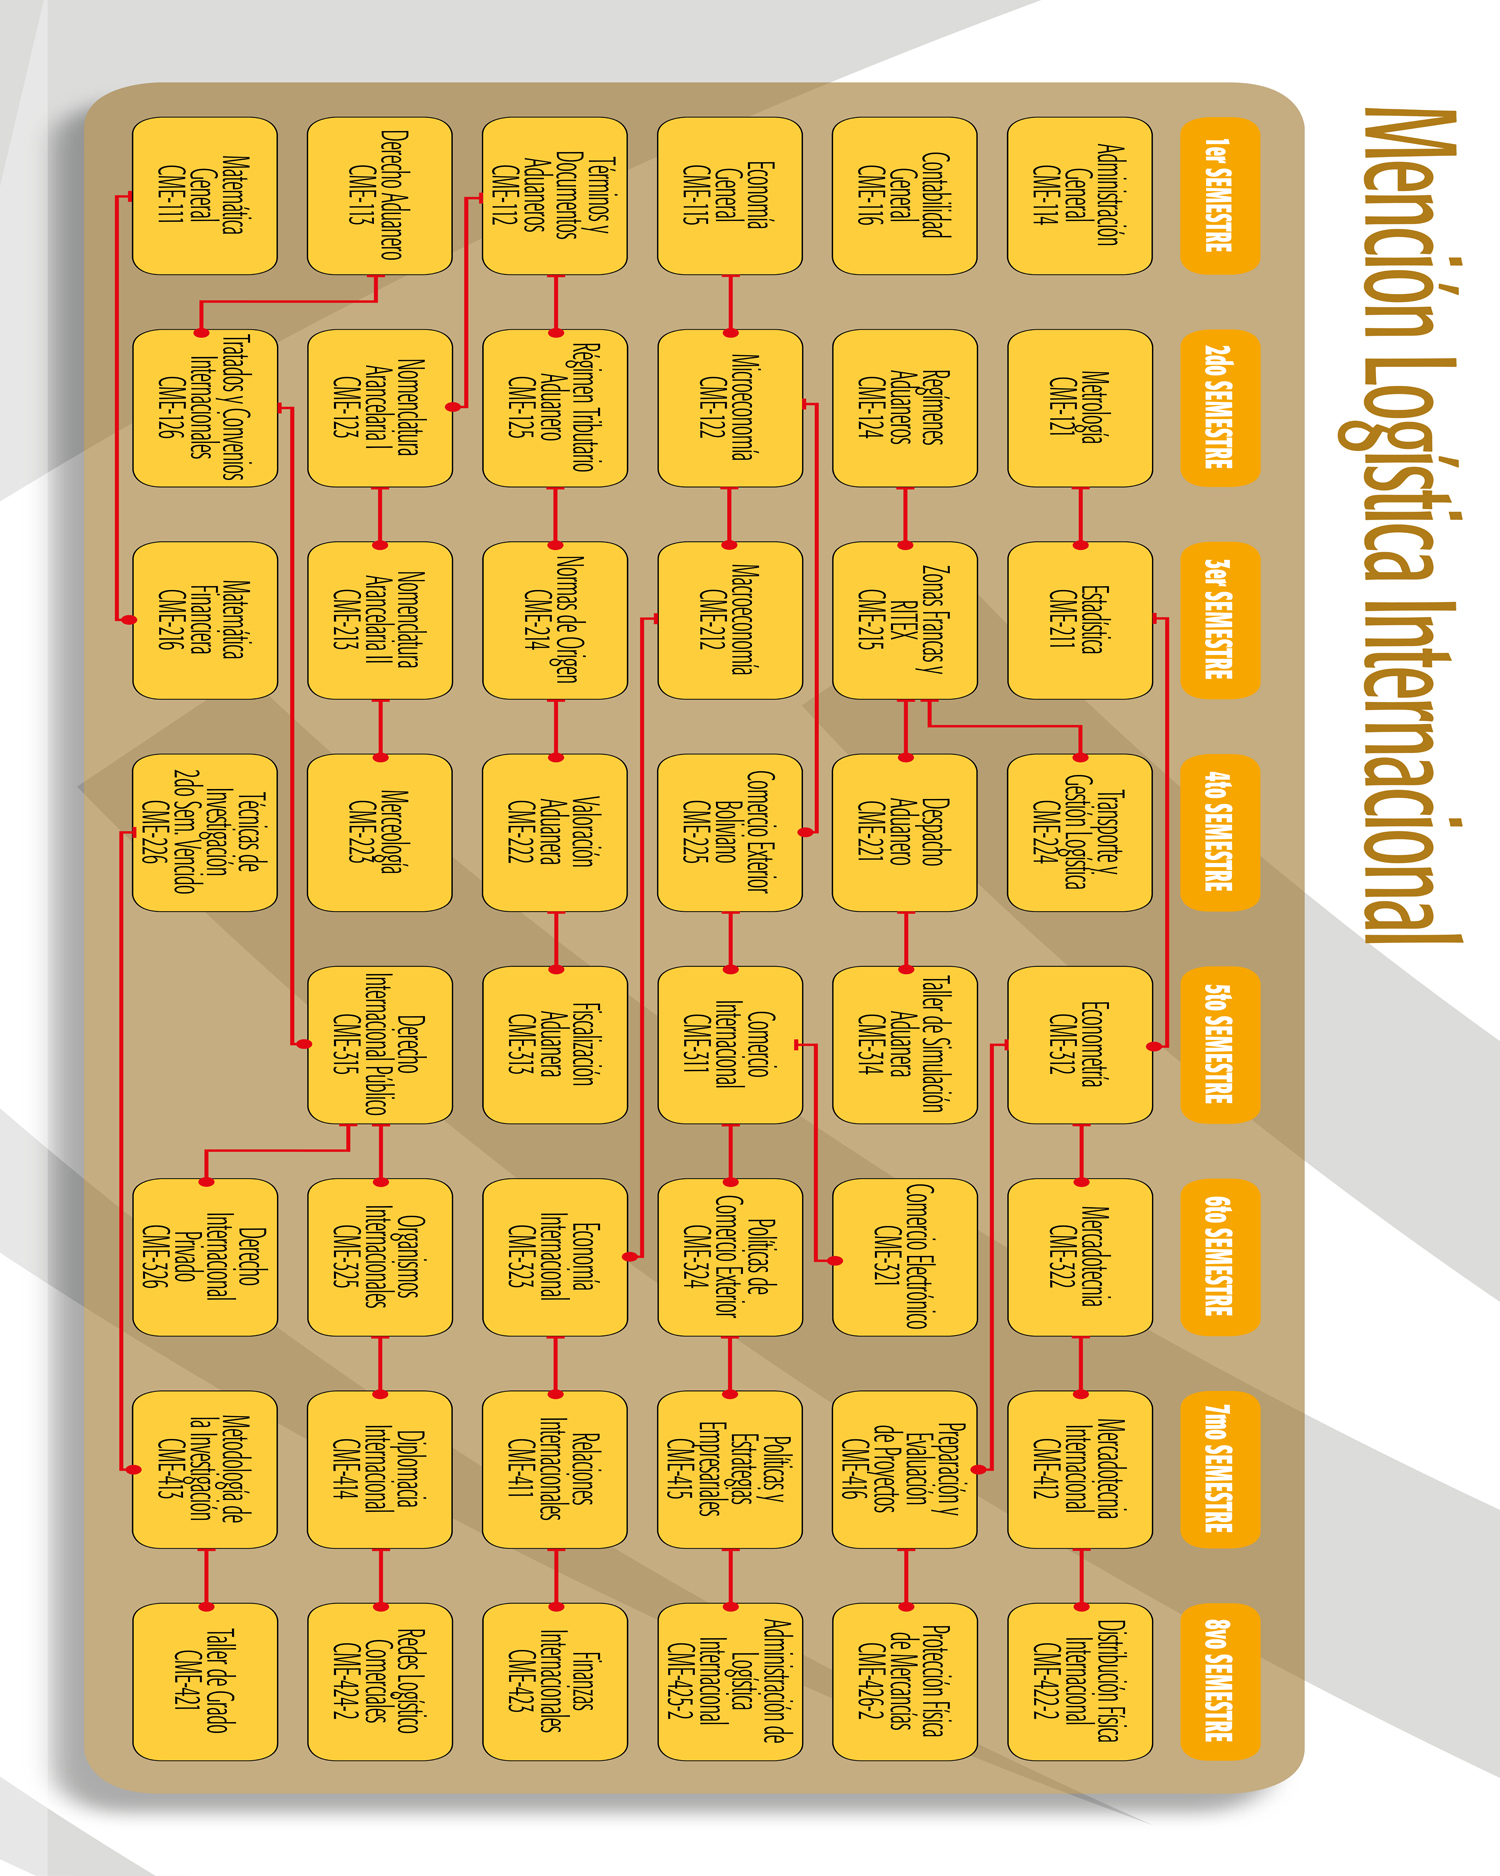 Mención Logística Internacional
1er SEMESTRE
Administración
General
CME-114
Contabilidad
General
CME-116
Economía
General
CME-115
Términos y
Documentos
Aduaneros
CME-112
Derecho Aduanero
CME-113
Matemática
General
CME-111
2do SEMESTRE
Metrología
CME-121
Regímenes
Aduaneros
CME-124
Microeconomía
CME-122
Régimen Tributario
Aduanero
CME-125
Nomenclatura
Arancelaria I
CME-123
Tratados y Convenios
Internacionales
CME-126
3er SEMESTRE
Estadística
CME-211
Zonas Francas y
RITEX
CME-215
Macroeconomía
CME-212
Normas de Origen
CME-214
Nomenclatura
Arancelaria II
CME-213
Matemática
Financiera
CME-216
4to SEMESTRE
Transporte y
Gestión Logística
CME-224
Despacho
Aduanero
CME-221
Comercio Exterior
Boliviano
CME-225
Valoración
Aduanera
CME-222
Merceología
CME-223
Técnicas de
Investigación
2do Sem. Vencido
CME-226
5to SEMESTRE
Econometría
CME-312
Taller de Simulación
Aduanera
CME-314
Comercio
Internacional
CME-311
Fiscalización
Aduanera
CME-313
Derecho
Internacional Público
CME-315
6to SEMESTRE
Mercadotecnia
CME-322
Comercio Electrónico
CME-321
Políticas de
Comercio Exterior
CME-324
Economía
Internacional
CME-323
Organismos
Internacionales
CME-325
Derecho
Internacional
Privado
CME-326
7mo SEMESTRE
Mercadotecnia
Internacional
CME-412
Preparación y
Evaluación
de Proyectos
CME-416
Políticas y
Estrategias
Empresariales
CME-415
Relaciones
Internacionales
CME-411
Diplomacia
Internacional
CME-414
Metodología de
la Investigación
CME-413
8vo SEMESTRE
Distribución Física
Internacional
CME-422-2
Protección Física
de Mercancías
CME-426-2
Administración de
Logística
Internacional
CME-425-2
Finanzas
Internacionales
CME-423
Redes Logístico
Comerciales
CME-424-2
Taller de Grado
CME-421